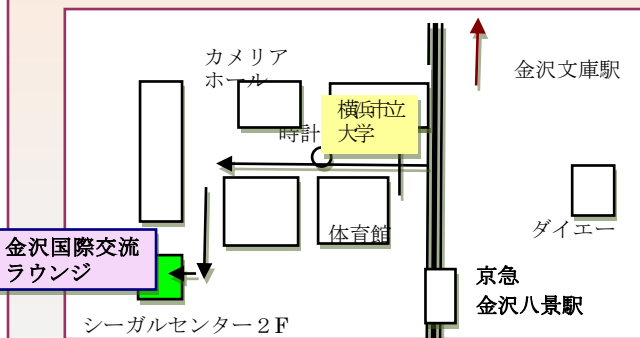 カメリア
ホール
金沢文庫駅
横浜市立
大学
時計
ダイエー
体育館
金沢国際交流
ラウンジ
京急
金沢八景駅
シーガルセンター２F